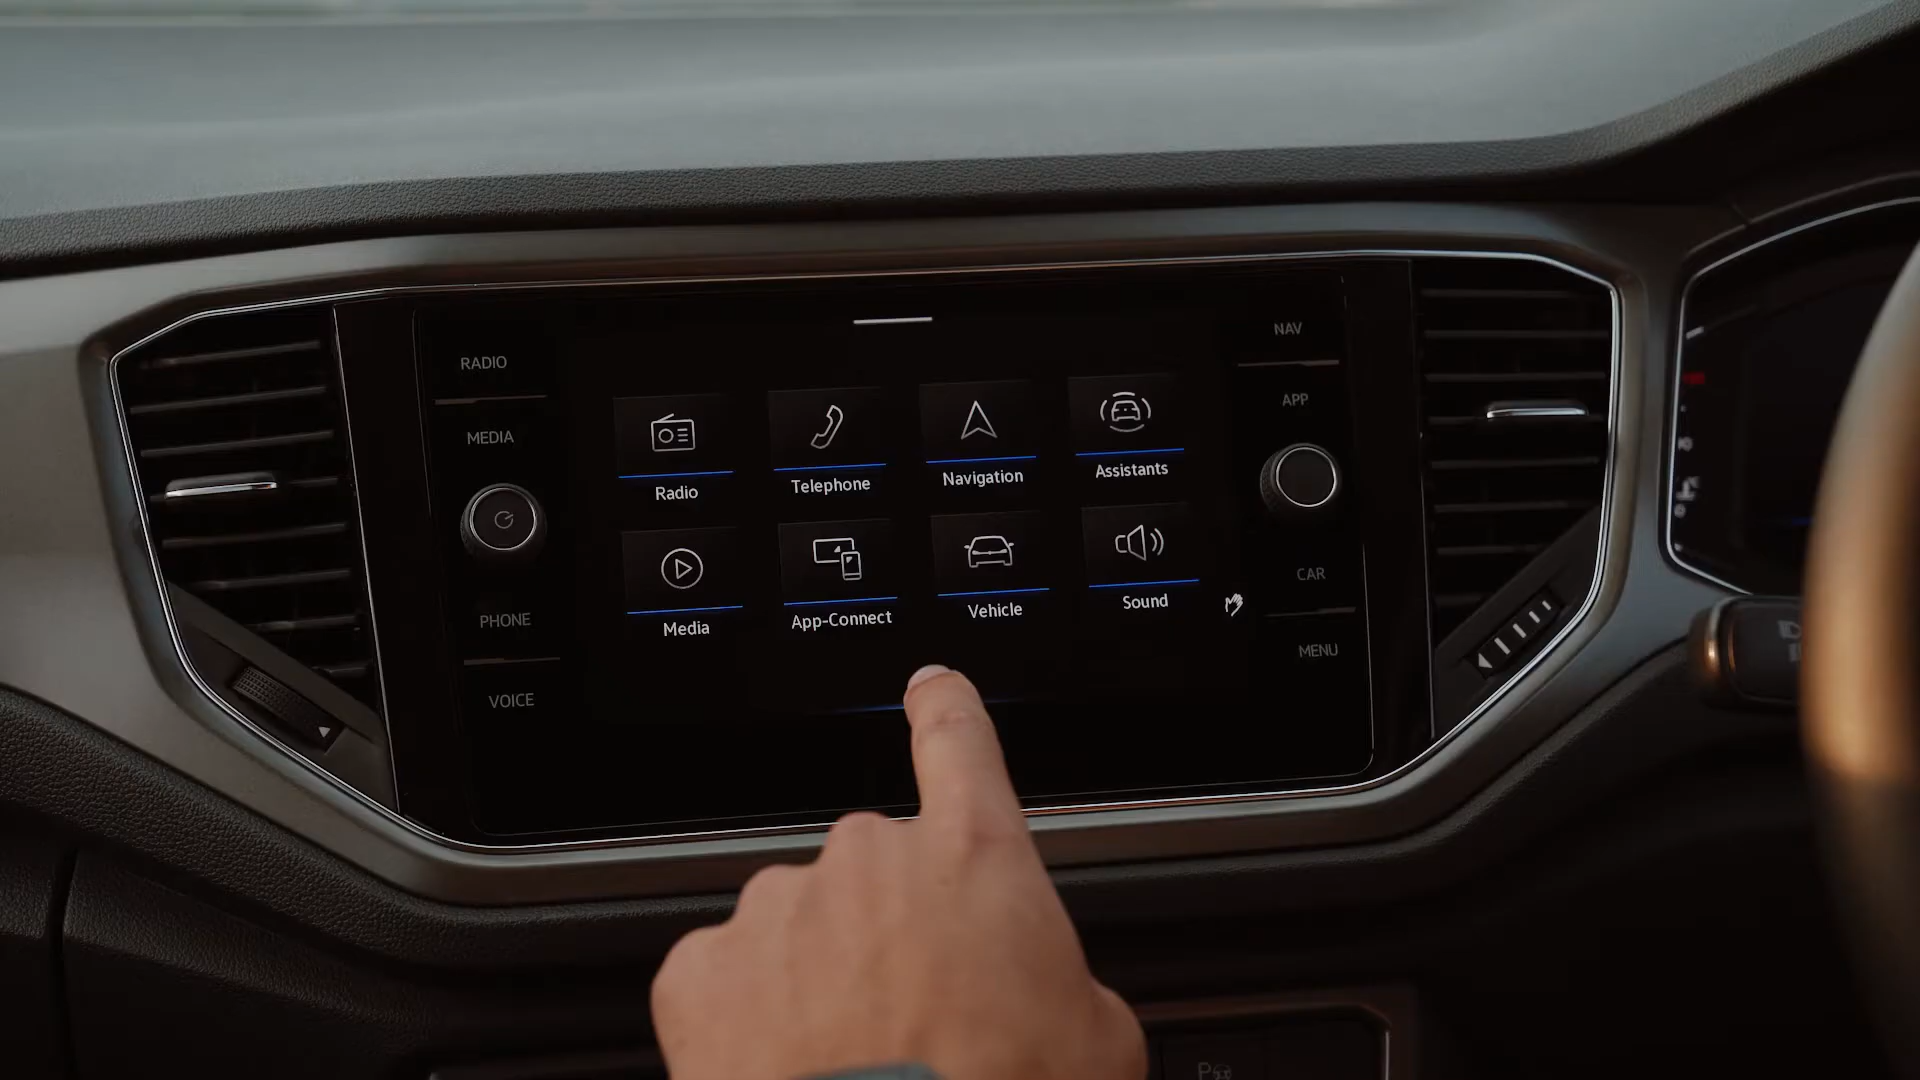 RADIO
MEDIA
PHONE
VOICE
Radio
Telephone
Navigation
Assistants
Media
App-Connect
Vehicle
Sound
NAV
APP
CAR
MENU